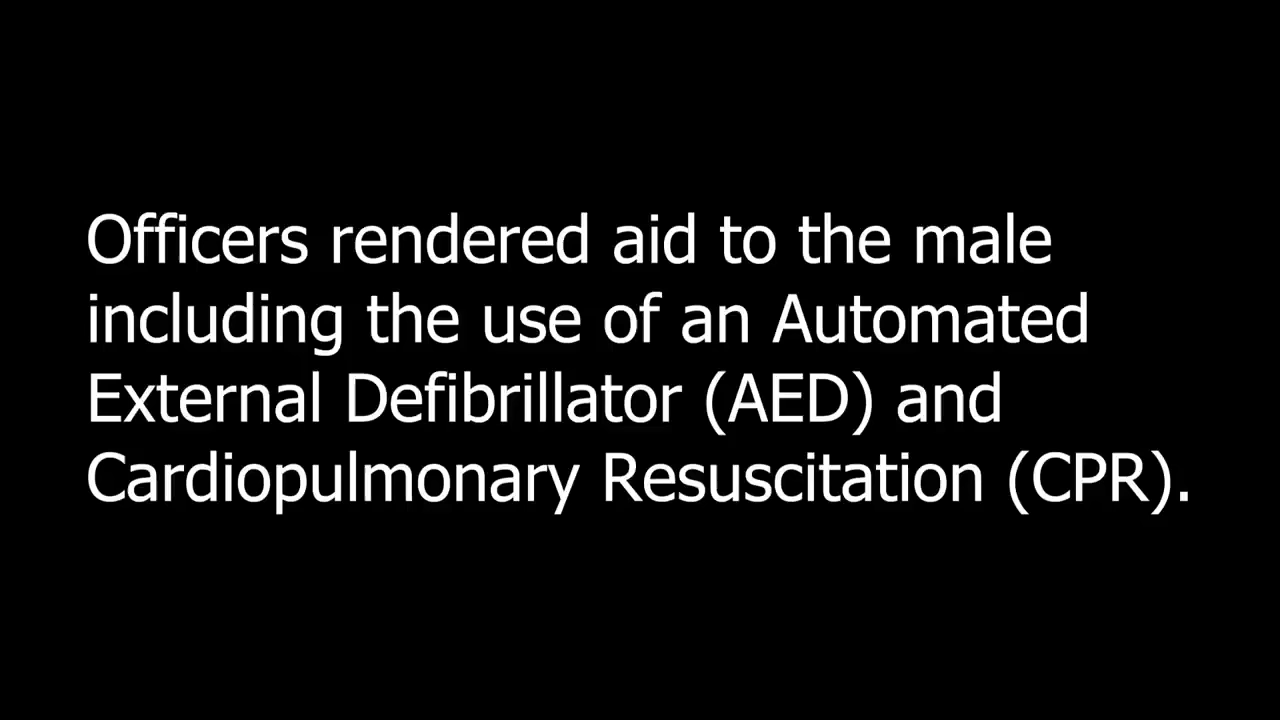 Officers rendered aid to the male
including the use of an Automated
External Defibrillator (AED) and
Cardiopulmonary Resuscitation (CPR).